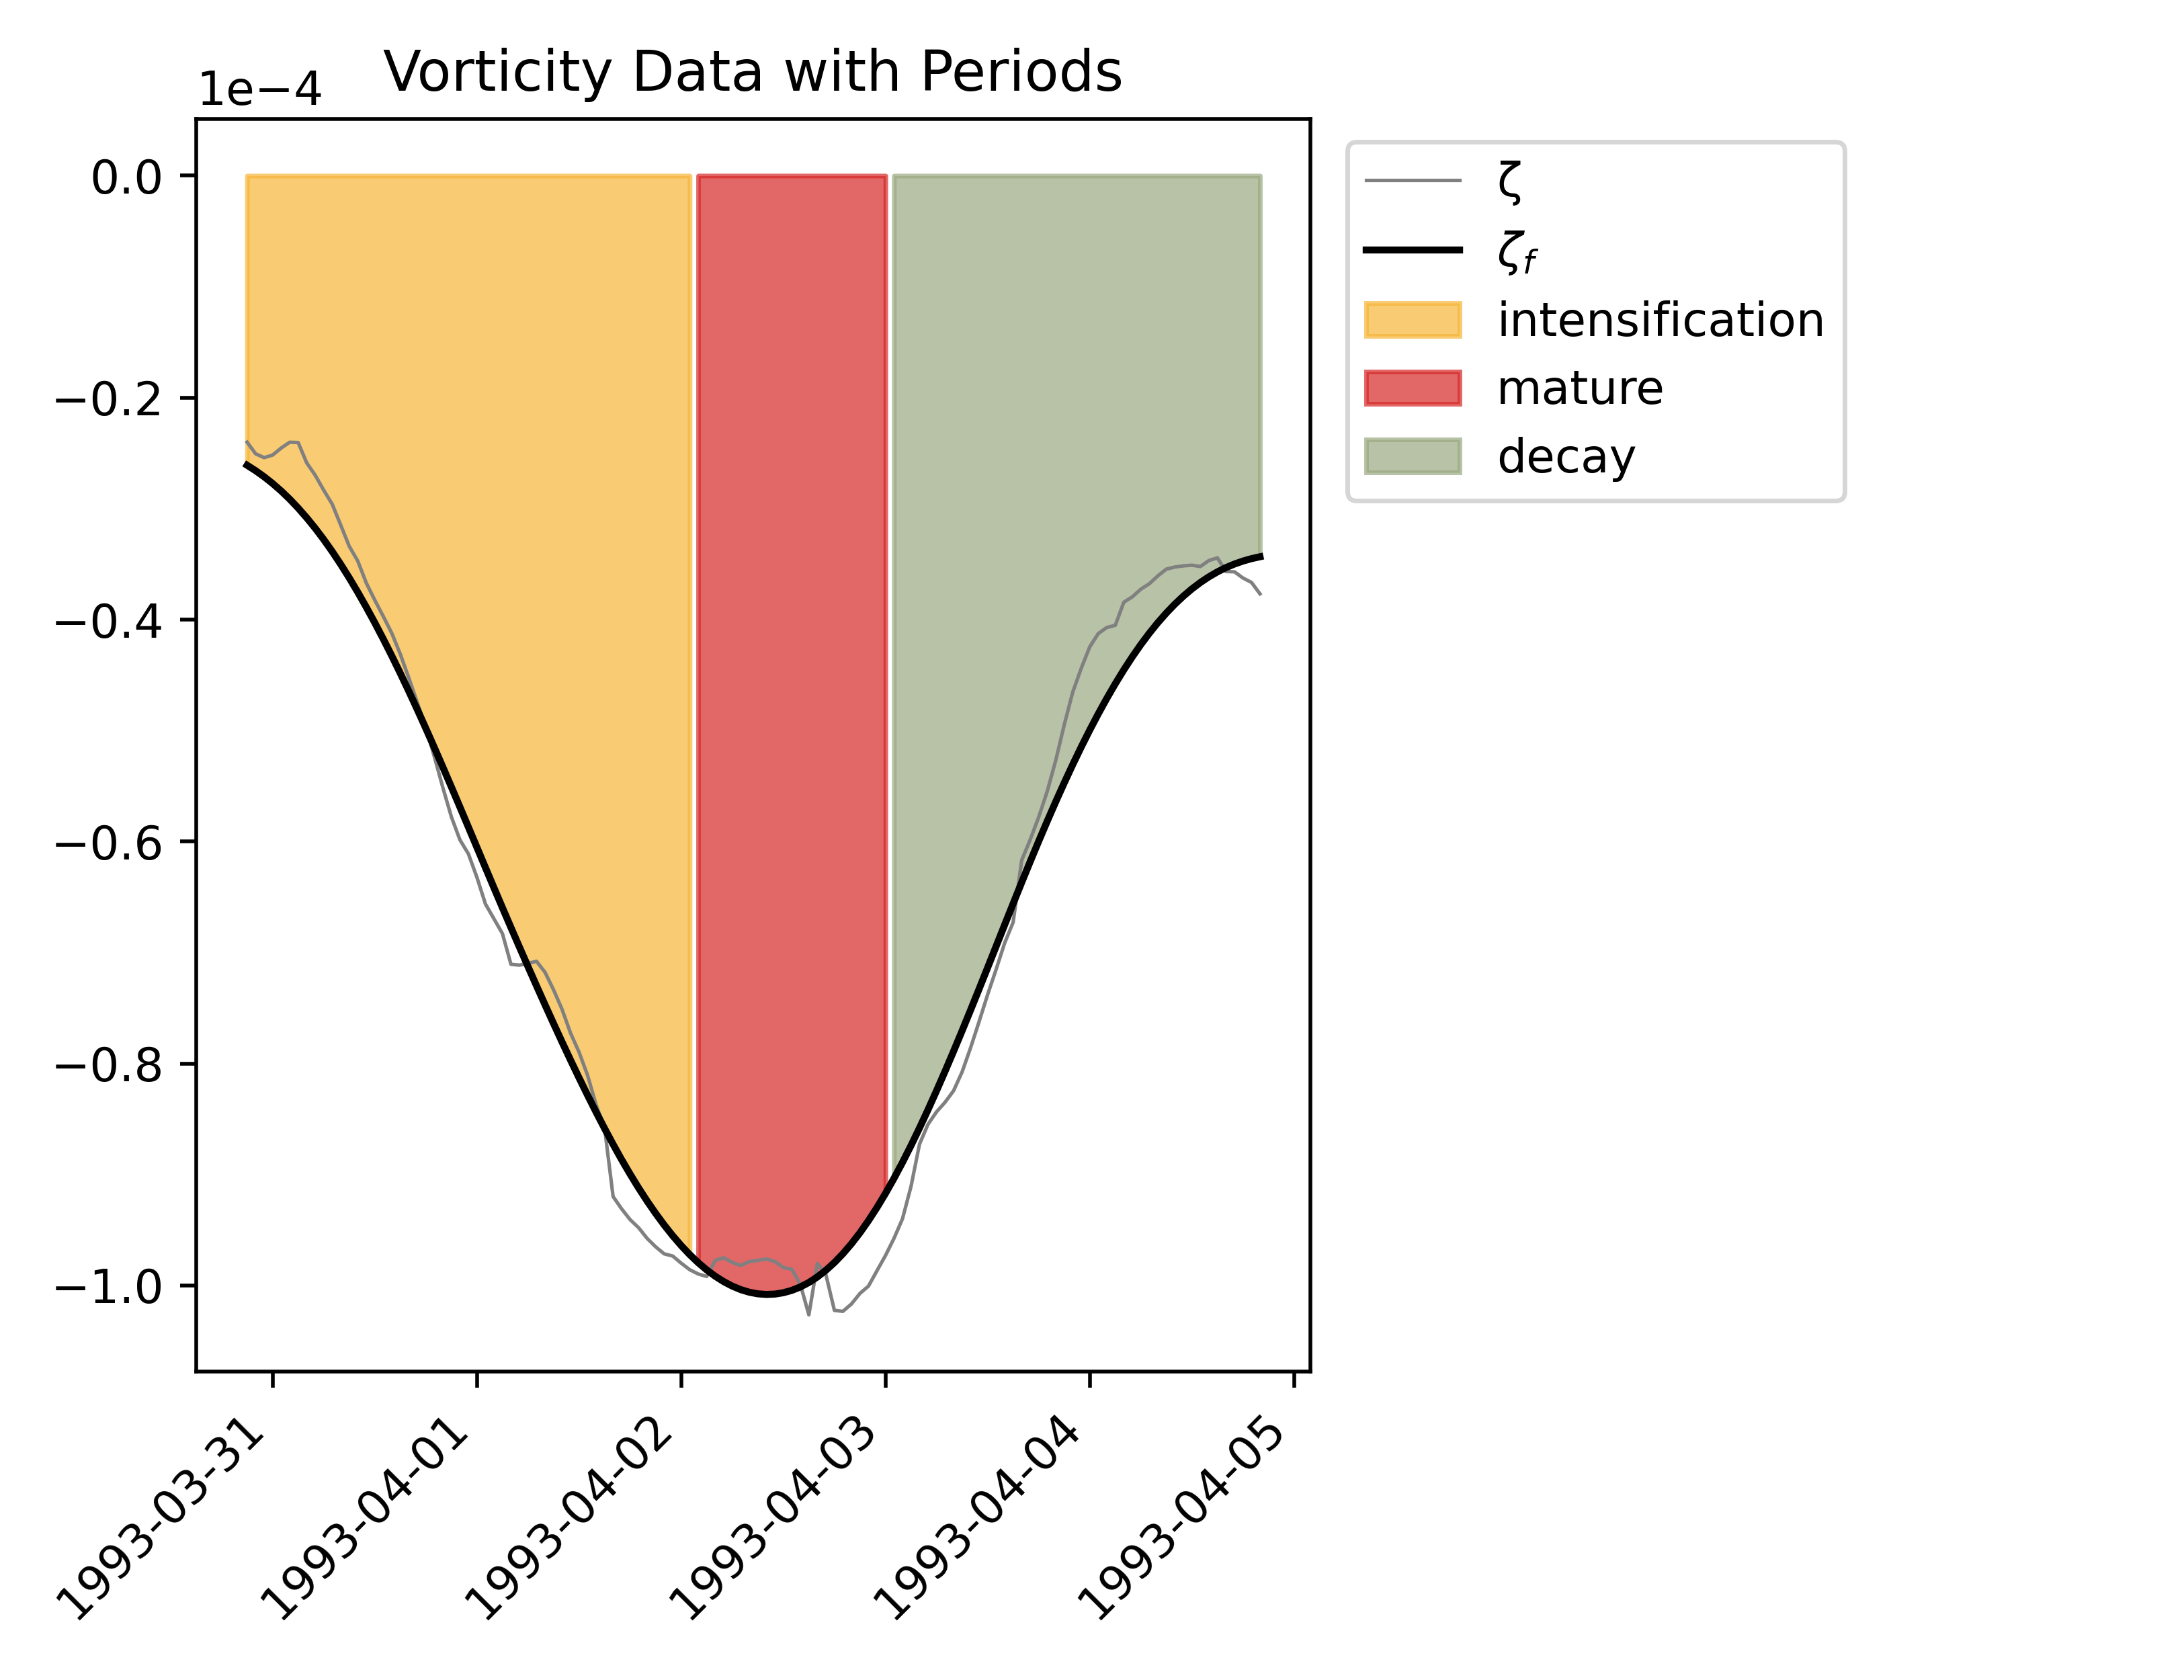 Vorticity Data with Periods
1e−4
0.0
−0.2
−0.4
−0.6
−0.8
−1.0
1993-03-31
1993-04-01
1993-04-02
1993-04-03
1993-04-04
1993-04-05
ζ
ζf
intensification
mature
decay